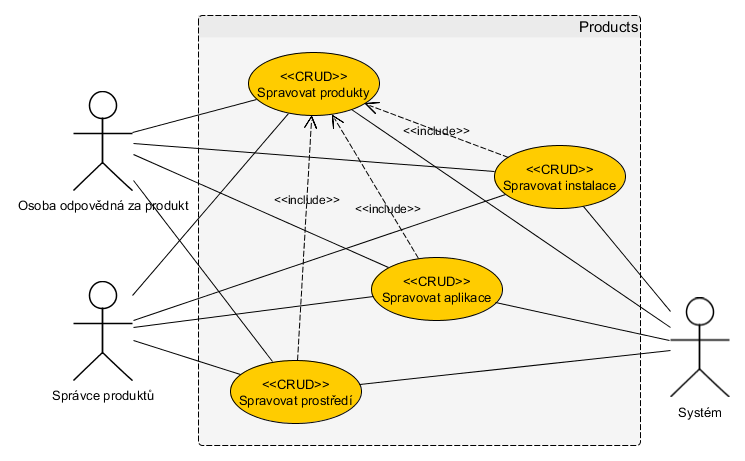 Products
<<CRUD>>
Spravovat produkty
<<include>>
<<CRUD>>
Spravovat instalace
Osoba odpovědná za produkt
<<include>>
<<include>>
<<CRUD>>
Spravovat aplikace
<<CRUD>>
Spravovat prostředí
Správce produktů
Systém